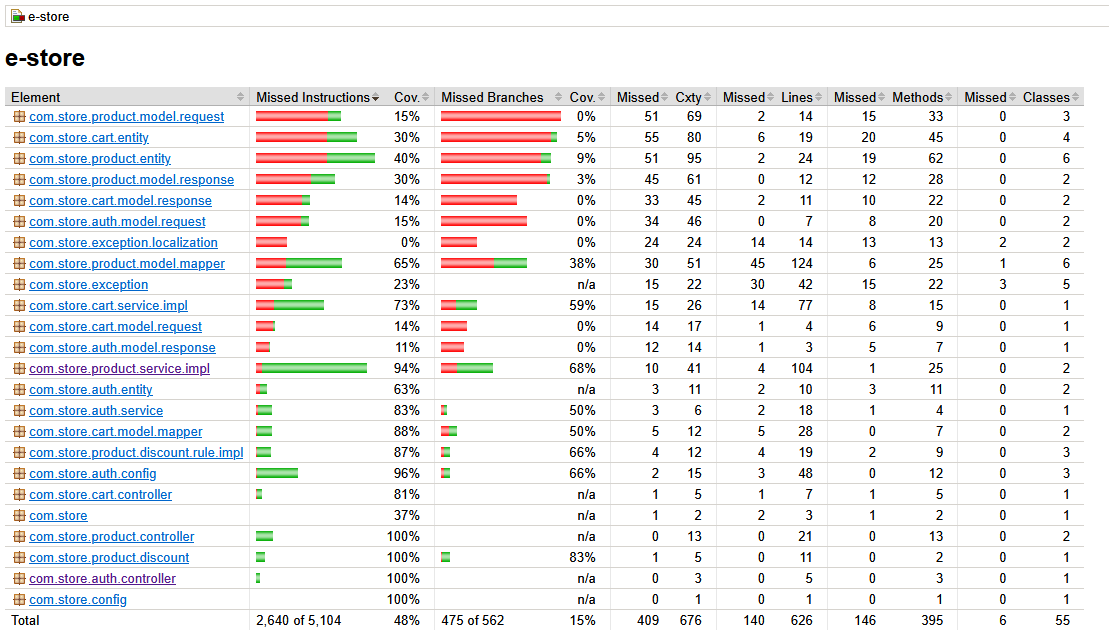 e-store
e-store
Element Missed Instructions Cov. Missed Branches Cov. Missed Cxty Missed Lines Missed Methods Missed Classes
com.store.product.model.request 15% 0% 51 69 2 14 15 33 0 3
com.store.cart.entity 30% 5% 55 80 6 19 20 45 0 4
com.store.product.entity 40% 9% 51 95 2 24 19 62 0 6
com.store.product.model.response 30% 3% 45 61 0 12 12 28 0 2
com.store.cart.model.response 14% 0% 33 45 2 11 10 22 0 2
com.store.auth.model.request 15% 0% 34 46 0 7 8 20 0 2
com.store.exception.localization 0% 0% 24 24 14 14 13 13 2 2
com.store.product.model.mapper 65% 38% 30 51 45 124 6 25 1 6
com.store.exception 23% n/a 15 22 30 42 15 22 3 5
com.store.cart.service.impl 73% 59% 15 26 14 77 8 15 0 1
com.store.cart.model.request 14% 0% 14 17 1 4 6 9 0 1
com.store.auth.model.response 11% 0% 12 14 1 3 5 7 0 1
com.store.product.service.impl 94% 68% 10 41 4 104 1 25 0 2
com.store.auth.entity 63% n/a 3 11 2 10 3 11 0 2
com.store.auth.service 83% 50% 3 6 2 18 1 4 0 1
com.store.cart.model.mapper 88% 50% 5 12 5 28 0 7 0 2
com.store.product.discount.rule.impl 87% 66% 4 12 4 19 2 9 0 3
com.store.auth.config 96% 66% 2 15 3 48 0 12 0 3
com.store.cart.controller 81% n/a 1 5 1 7 1 5 0 1
com.store 37% n/a 1 2 2 3 1 2 0 1
com.store.product.controller 100% n/a 0 13 0 21 0 13 0 2
com.store.product.discount 100% 83% 1 5 0 11 0 2 0 1
com.store.auth.controller 100% n/a 0 3 0 5 0 3 0 1
com.store.config 100% n/a 0 1 0 1 0 1 0 1
Total 2,640 of 5,104 48% 475 of 562 15% 409 676 140 626 146 395 6 55